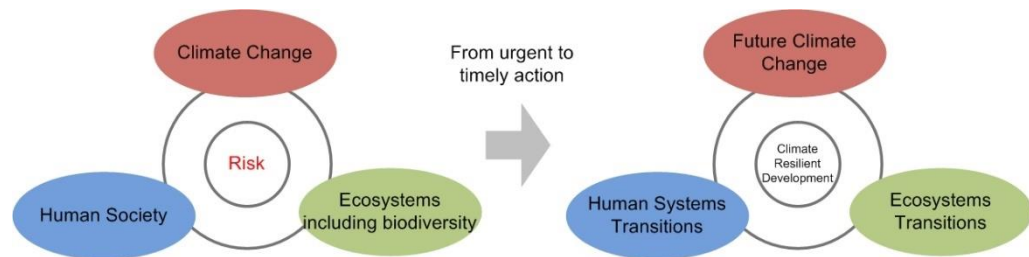 Climate Change
Risk
Human Society
Ecosystems
including biodiversity
From urgent to
timely action
Future Climate
Change
Climate
Resilient
Development
Human Systems
Transitions
Ecosystems
Transitions